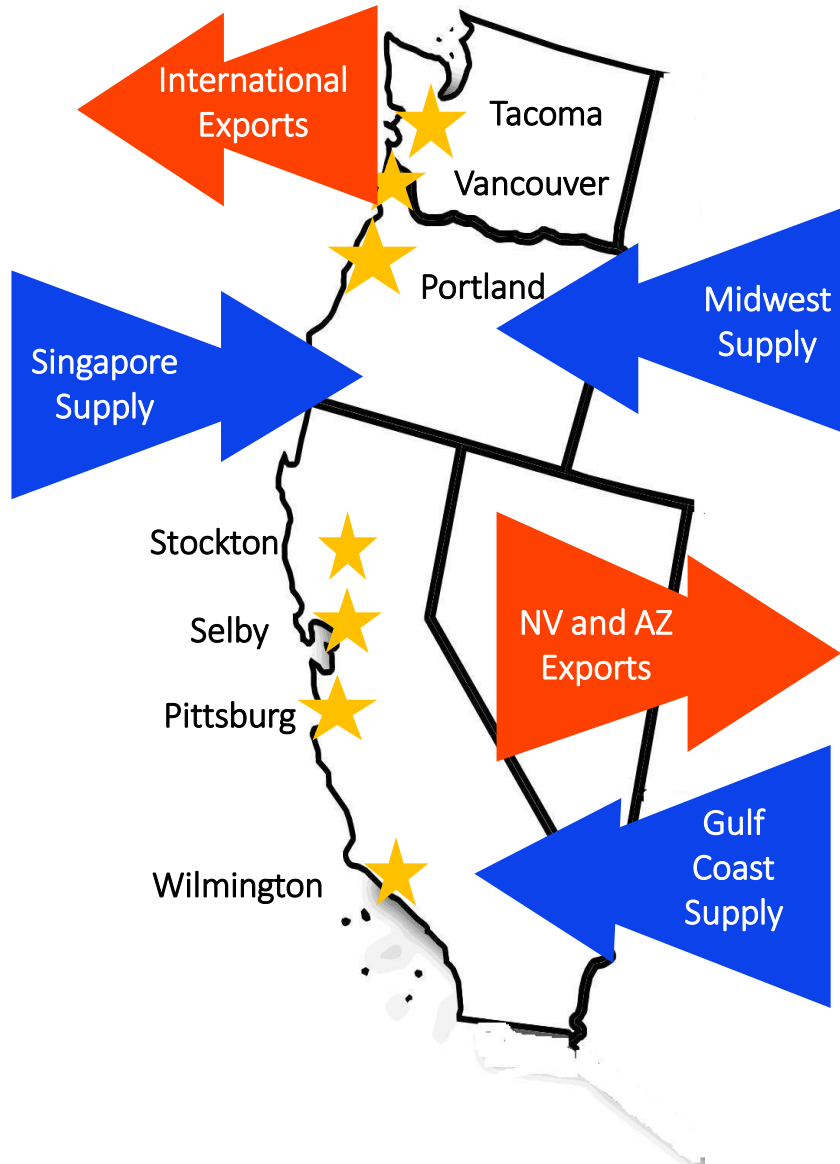 International
Exports
Tacoma
Vancouver
Portland
Midwest
Supply
Singapore
Supply
Stockton
Selby
NV and AZ
Exports
Pittsburg
Gulf
Coast
Supply
Wilmington